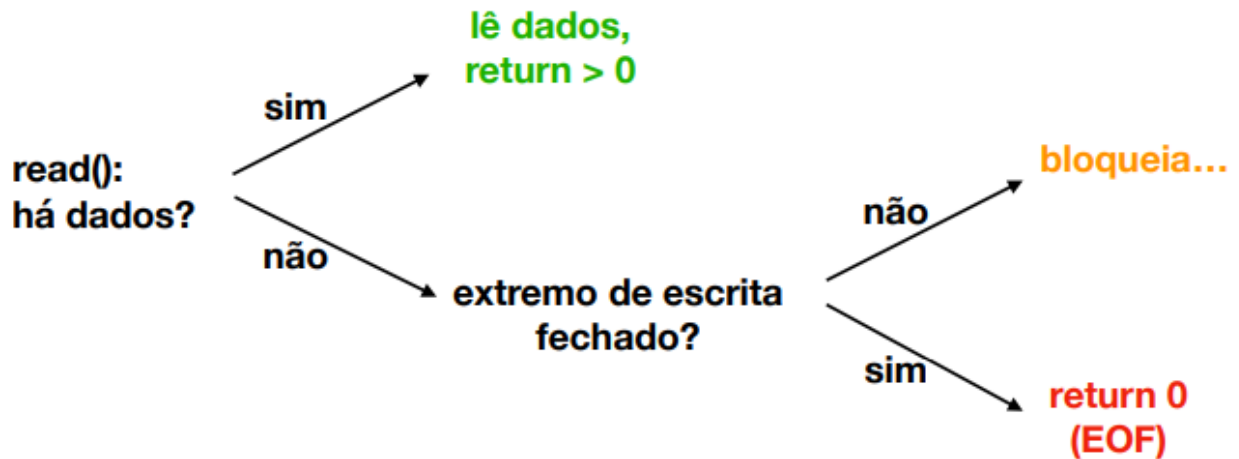 lê dados,
return > 0
sim
read():
há dados?
não
bloqueia...
não
extremo de escrita
fechado?
sim
return 0
(EOF)